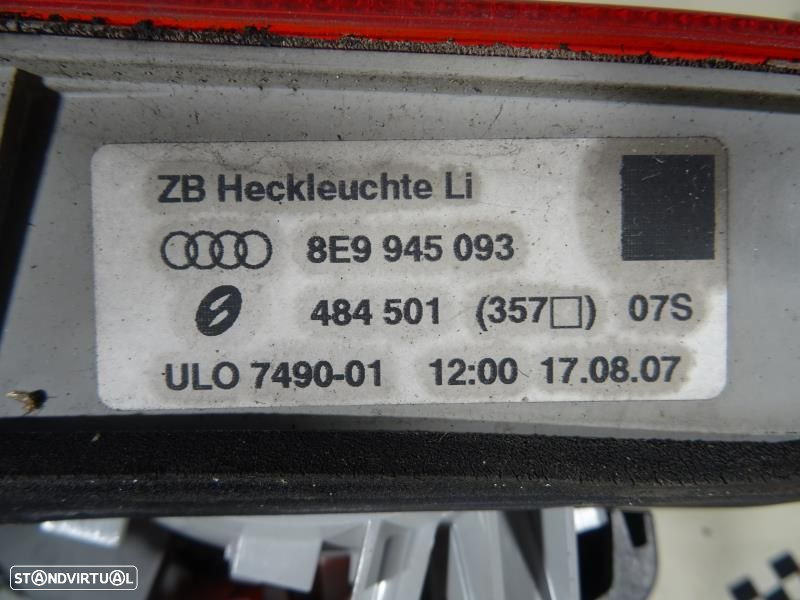 ZB Heckleuchte Li
8E9 945 093
484 501 (357□) 07S
ULO 7490-01 12:00 17.08.07
STANDVIRTUAL